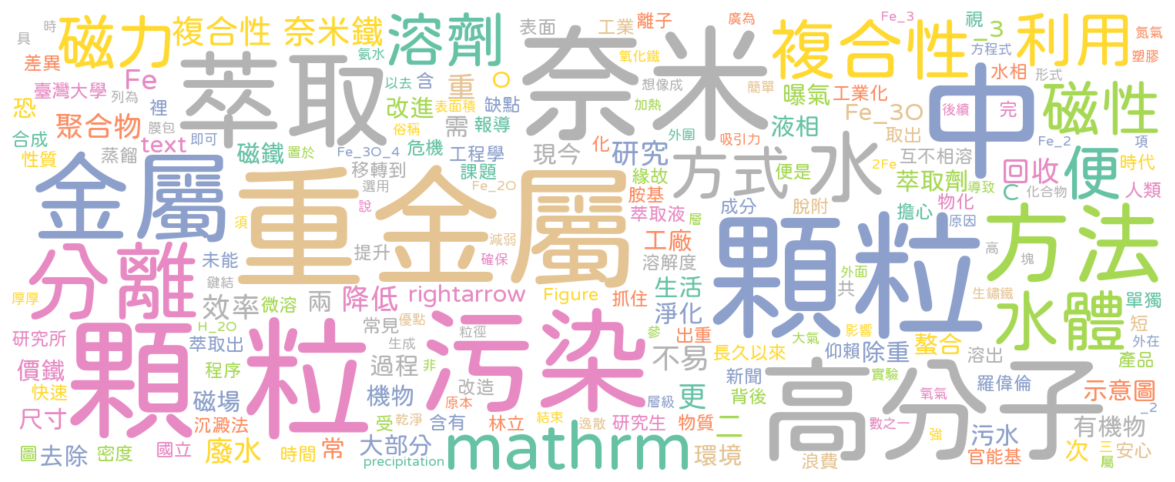 時 具 磁力 複合性 奈米鐵 溶劑 表面 工業 離子 廣為 Fe_3 視 _3 利用 氮氣
差異 氨水 萃取 氧化鐵 奈米 複合性 方程式 塑膠
臺灣大學 Fe 列為 以去 含 重 O 想像成 簡單 水相 形式
恐 裡 表面積 改進 缺點 加熱 曝氣 工業化 中 後續 完 磁性
合成 聚合物 膜包 俗稱 需 報導 外圍 吸引力 液相 Fe_3O 取出
性質 蒸餾 text 即可 磁鐵 置於 Fe_3O_4 危機 工程學 現今 化 研究 方式 水 便是 2Fe 互不相溶 回收 Fe_2 便 項 時代
金屬 移轉到 選用 課題 Fe_2O 緣故 萃取劑 導致 C 化合物 人類
重金屬 須 說 胺基 萃取液 層 成分 脫附 擔心 物化 原因 方法
分離 未能 鍵結 提升 減弱 確保 工廠 溶解度 顆粒 外面 高 塊
厚厚 效率 微溶 兩 降低 rightarrow Figure 抓住 生活 共 生鏽鐵 水體 單獨
顆粒 H_2O 常見 優點 粒徑 污染 淨化 參 出重 大氣 影響 短 外在
研究所 萃取出 不易 長久以來 仰賴 除重 螯合 溶出 產品
價鐵 程序 過程 生成 非 新聞 實驗 高分子 羅偉倫 示意圖
快速 磁場 機物 改造 更 背後 氧氣 _2
尺寸 沉澱法 受 乾淨 原本 含有 結束 層級 林立 逸散 研究生 物質 二 數之一 強 污水 有機物
圖 去除 密度 國立 廢水 時間 常 大部分 precipitation mathrm 環境 浪費 官能基 次 三 屬 安心